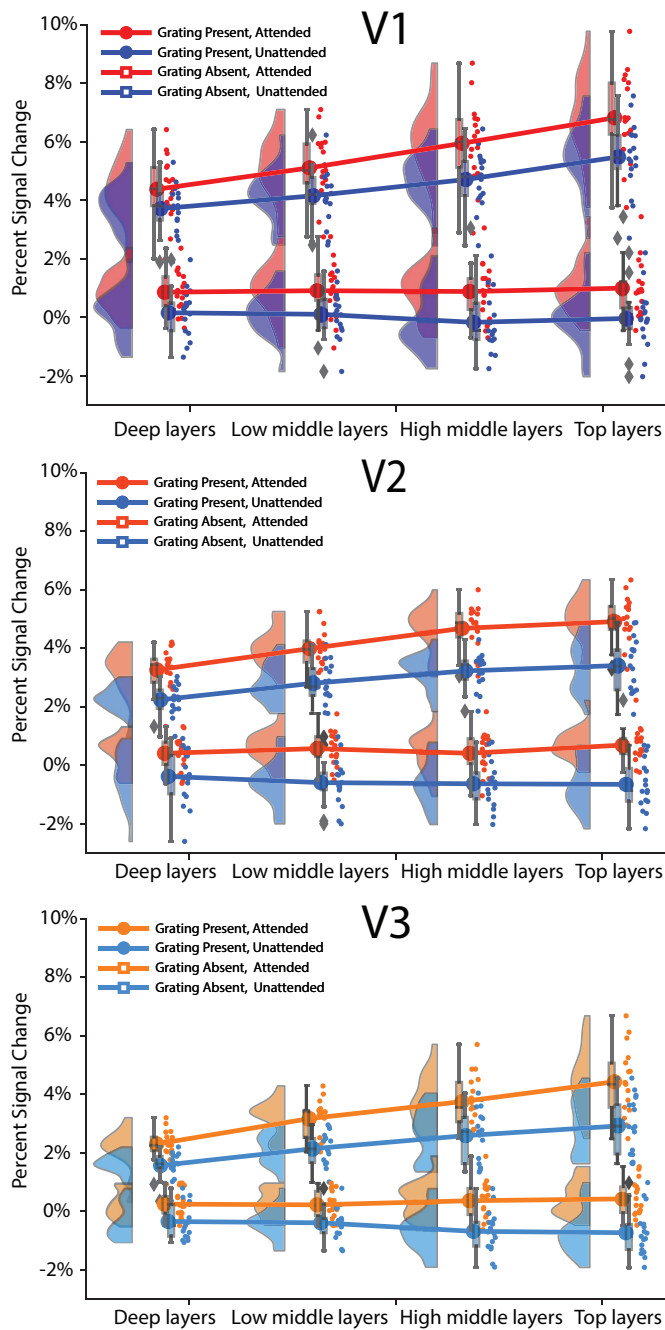 V1
10%
8%
6%
4%
2%
0%
-2%
Percent Signal Change
Grating Present, Attended
Grating Present, Unattended
Grating Absent, Attended
Grating Absent, Unattended
Deep layers Low middle layers High middle layers Top layers
V2
10%
8%
6%
4%
2%
0%
-2%
Percent Signal Change
Grating Present, Attended
Grating Present, Unattended
Grating Absent, Attended
Grating Absent, Unattended
Deep layers Low middle layers High middle layers Top layers
V3
10%
8%
6%
4%
2%
0%
-2%
Percent Signal Change
Grating Present, Attended
Grating Present, Unattended
Grating Absent, Attended
Grating Absent, Unattended
Deep layers Low middle layers High middle layers Top layers